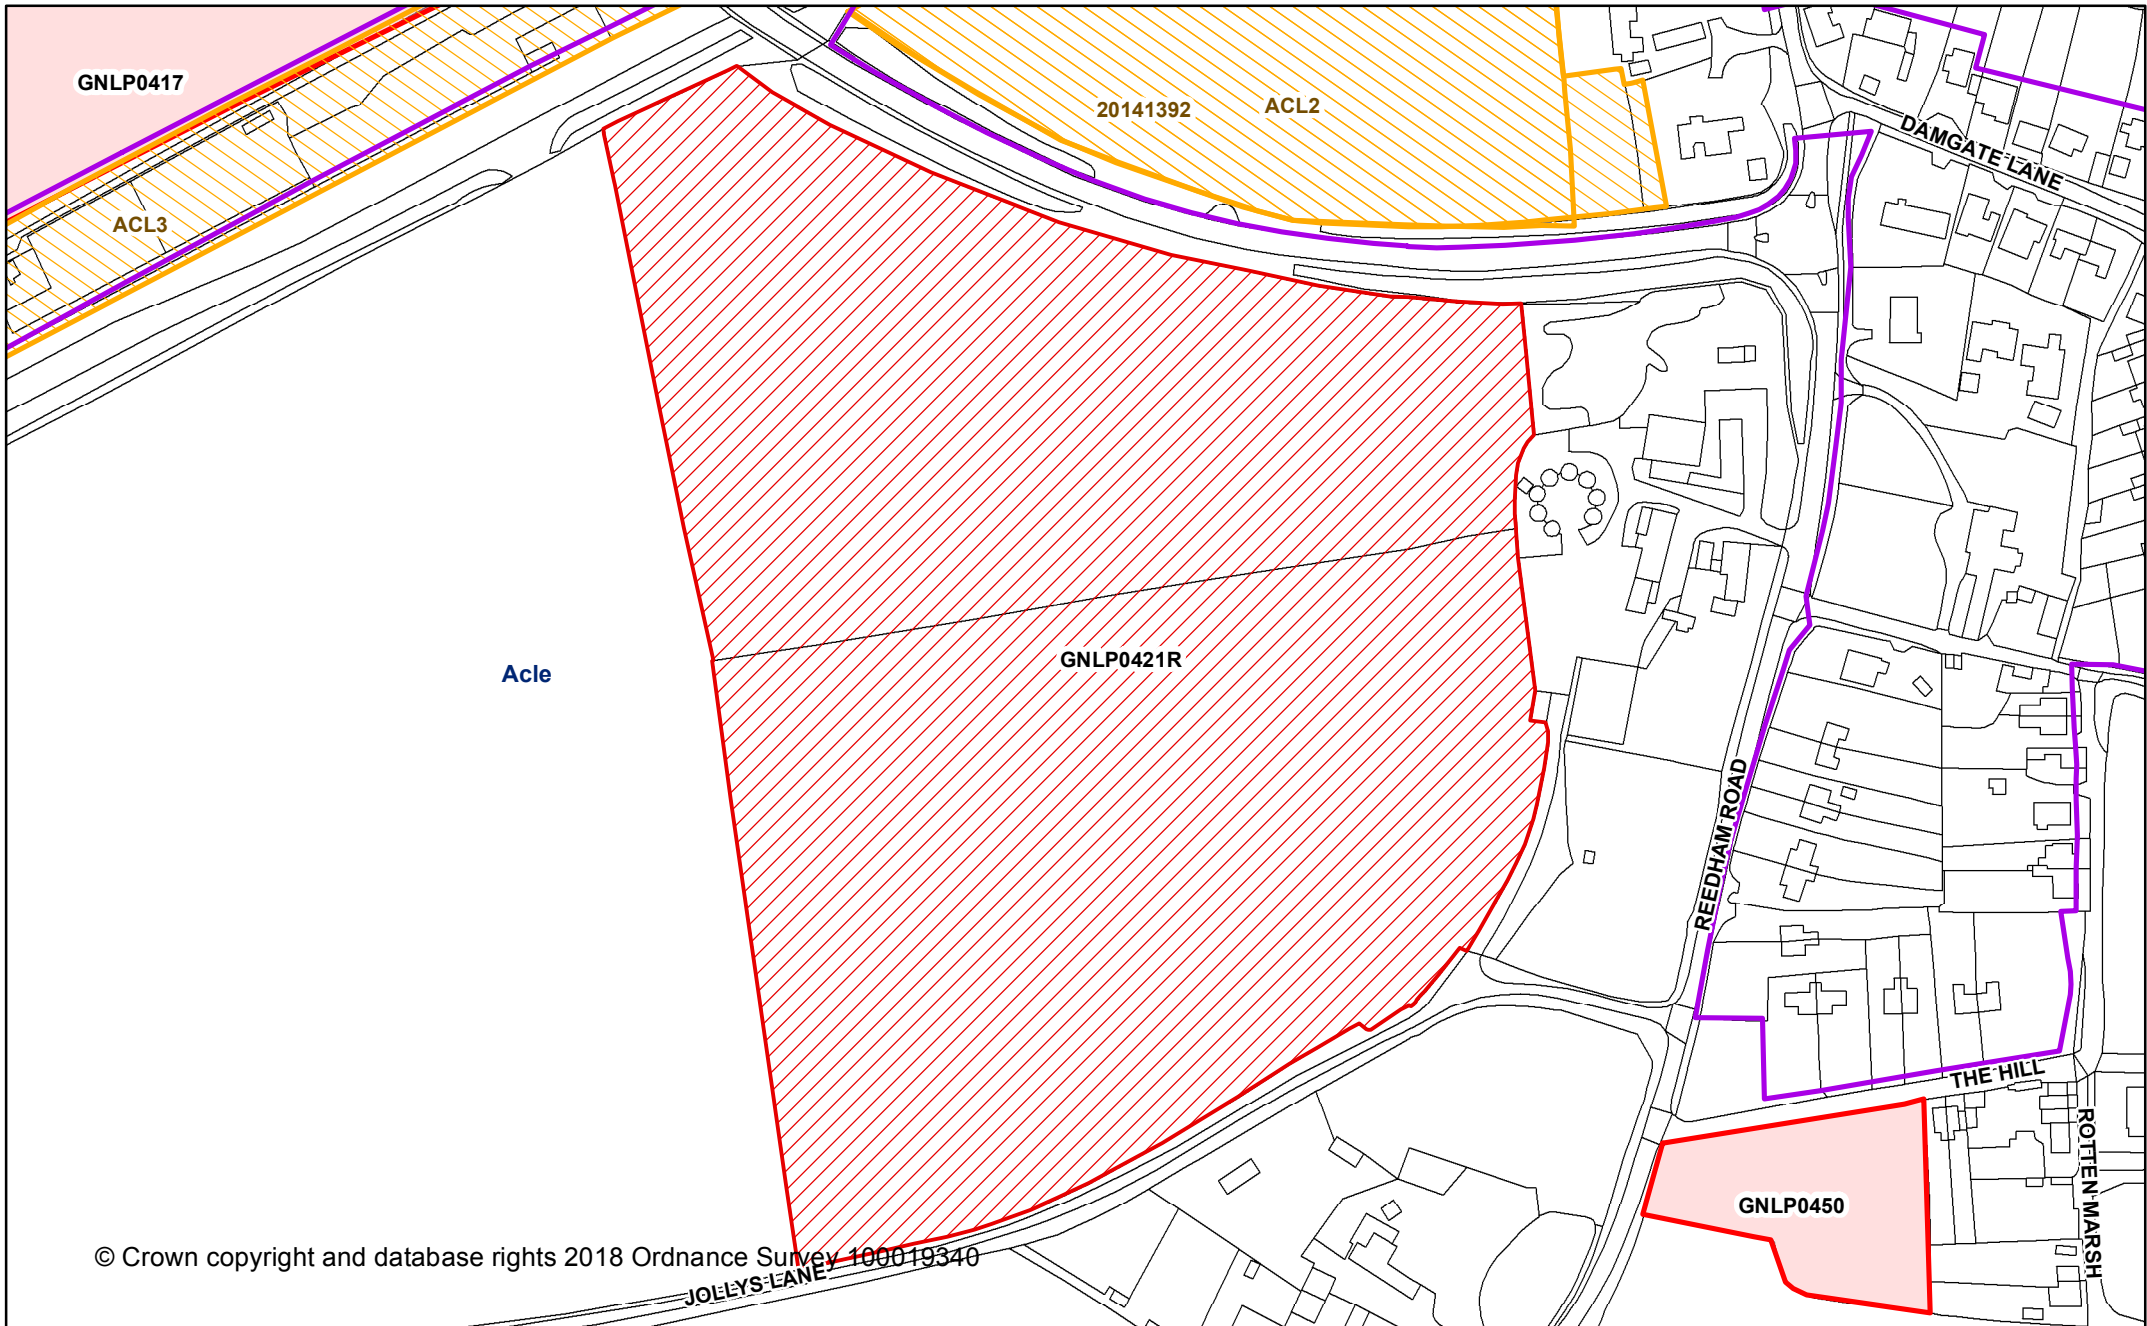 GNLP0417
20141392
ACL2
DAMGATE LANE
ACL3
Acle
GNLP0421R
REEDHAM ROAD
THE HILL
ROTTEN MARSH
GNLP0450
© Crown copyright and database rights 2018 Ordnance Survey 100019340
JOLLYS LANE